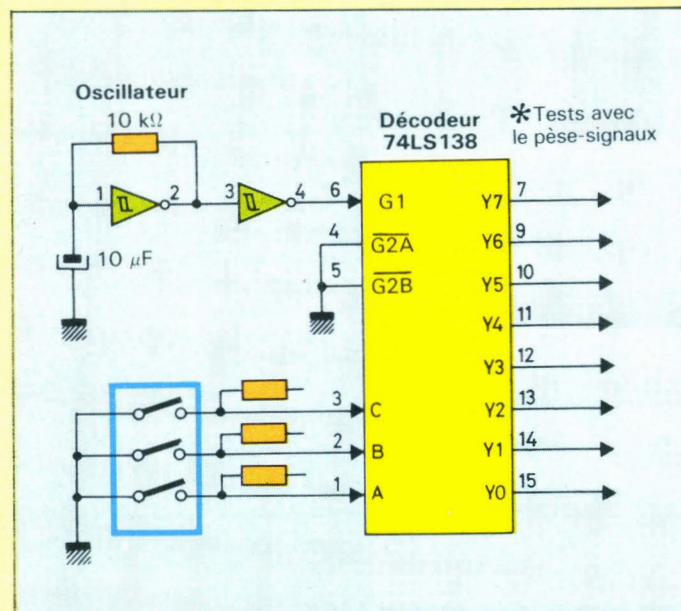 Oscillateur
10 kΩ
1
2
3
4
10 µF
Décodeur
74LS138
*Tests avec
le pèse-signaux
6
G1
4
G2A
5
G2B
3
C
2
B
1
A
Y7
7
Y6
9
Y5
10
Y4
11
Y3
12
Y2
13
Y1
14
Y0
15